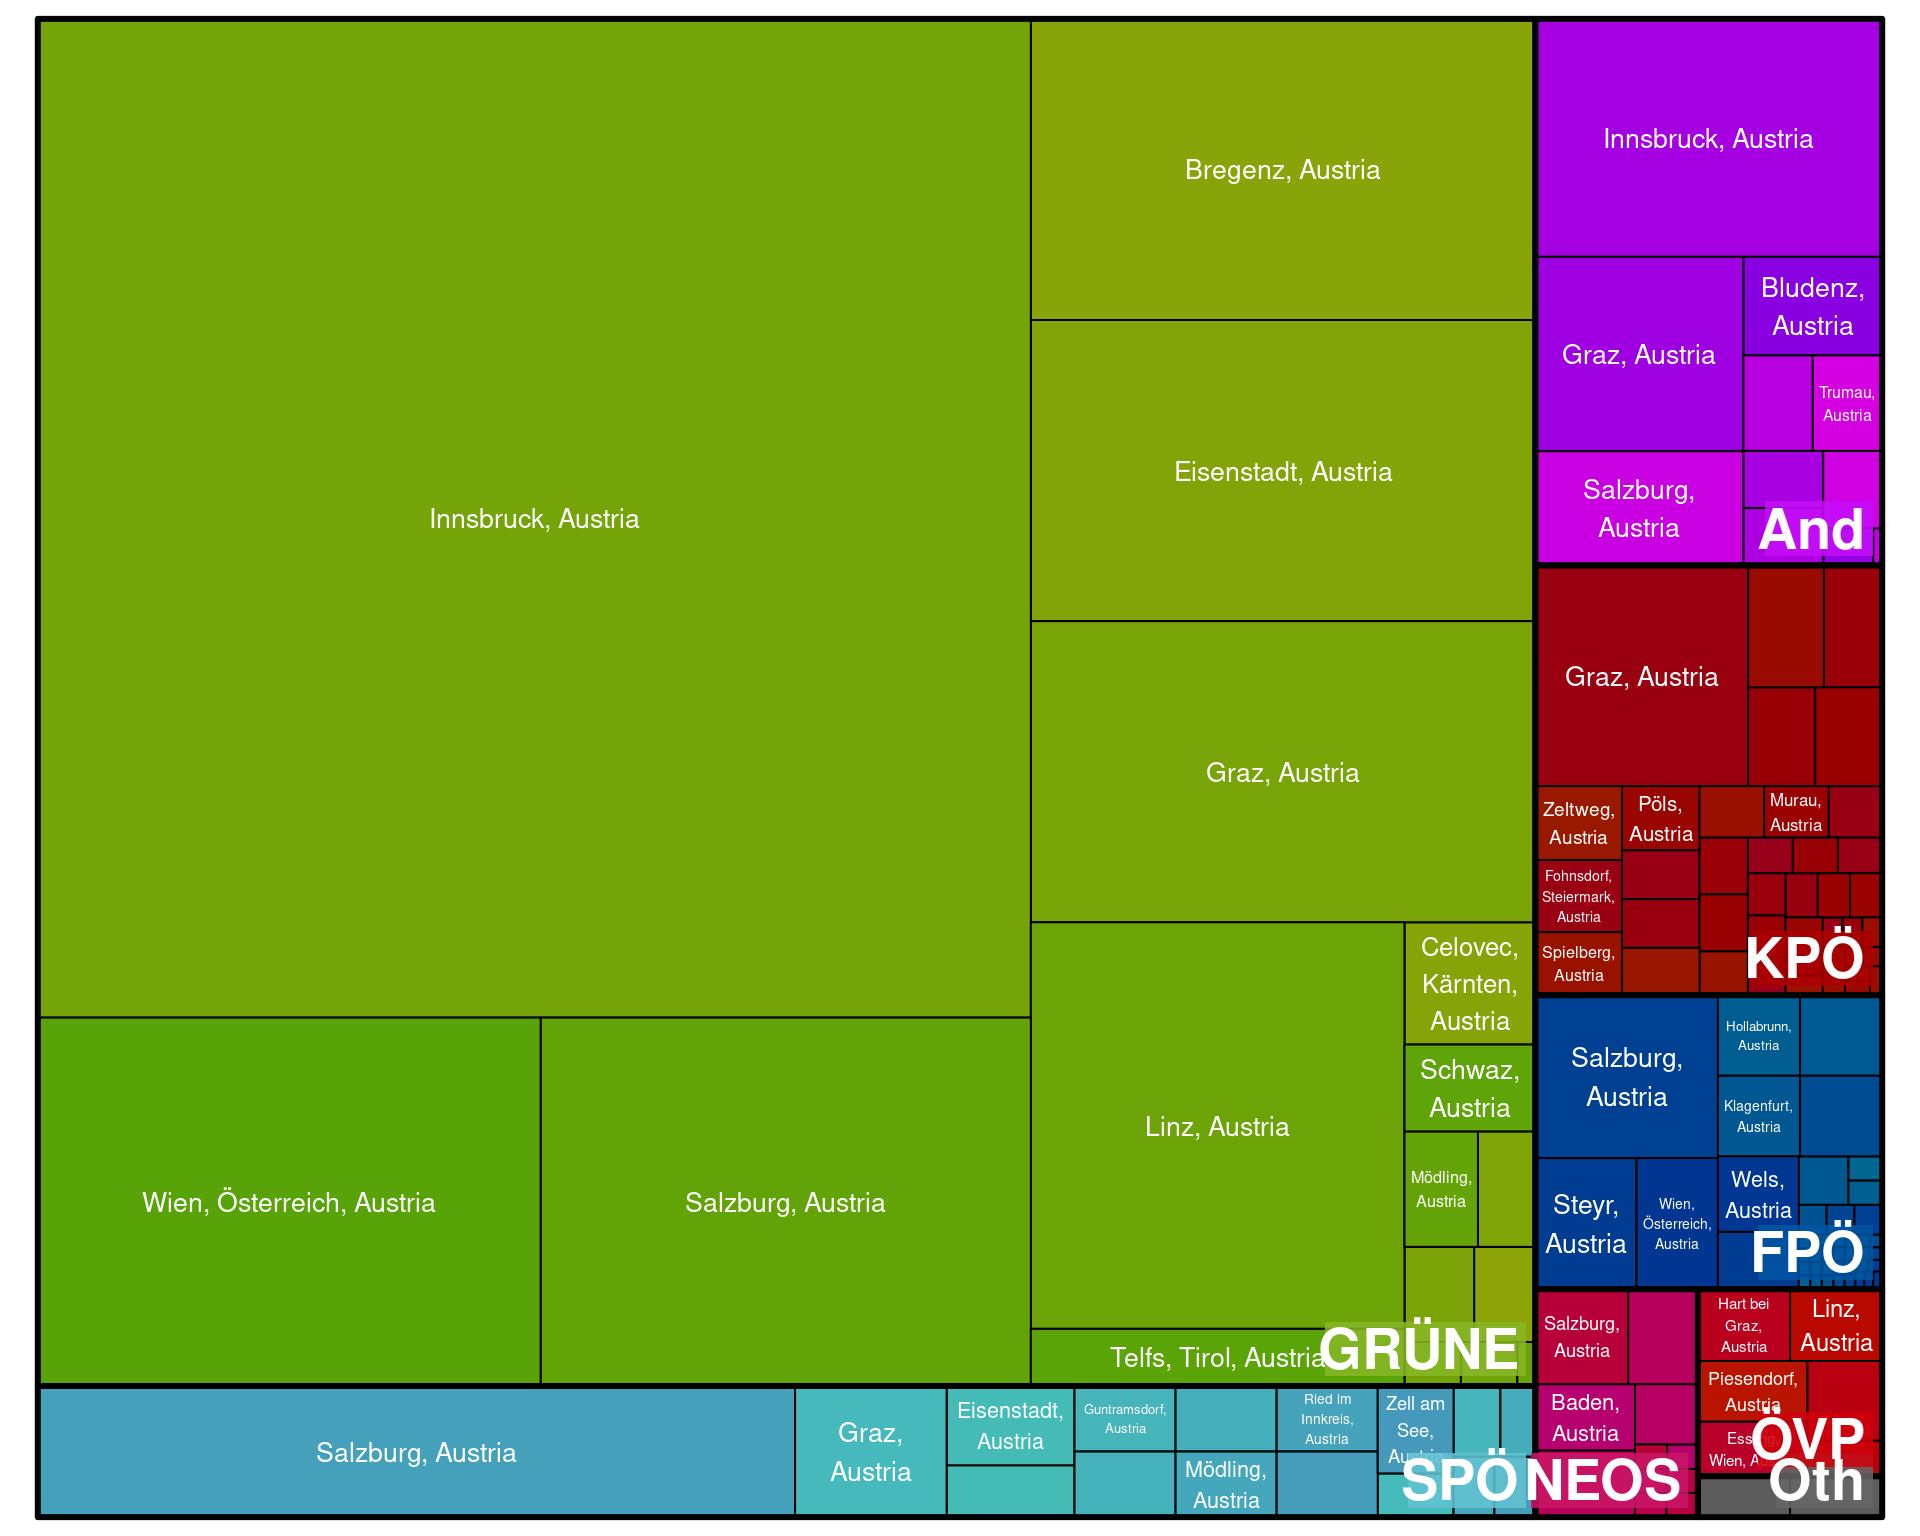 Innsbruck, Austria
Bregenz, Austria
Eisenstadt, Austria
Graz, Austria
Wien, Österreich, Austria
Salzburg, Austria
Linz, Austria
Celovec,
Kärnten,
Austria
Schwaz,
Austria
Mödling,
Austria
Telfs, Tirol, Austria
GRÜNE
Innsbruck, Austria
Graz, Austria
Bludenz,
Austria
Trumau,
Austria
Salzburg,
Austria
And
Graz, Austria
Zeltweg,
Austria
Pöls,
Austria
Murau,
Austria
Fohnsdorf,
Steiermark,
Austria
Spielberg,
Austria
KPÖ
Salzburg,
Austria
Hollabrunn,
Austria
Klagenfurt,
Austria
Steyr,
Austria
Wien,
Österreich,
Austria
Wels,
Austria
FPÖ
Salzburg, Austria
Graz,
Austria
Eisenstadt,
Austria
Guntramsdorf,
Austria
Mödling,
Austria
Ried im
Innkreis,
Austria
Zell am
See,
Austria
SPÖ
Salzburg,
Austria
Baden,
Austria
NEOS
Hart bei
Graz,
Austria
Linz,
Austria
Piesendorf,
Austria
Essling,
Wien,
ÖVP
Oth